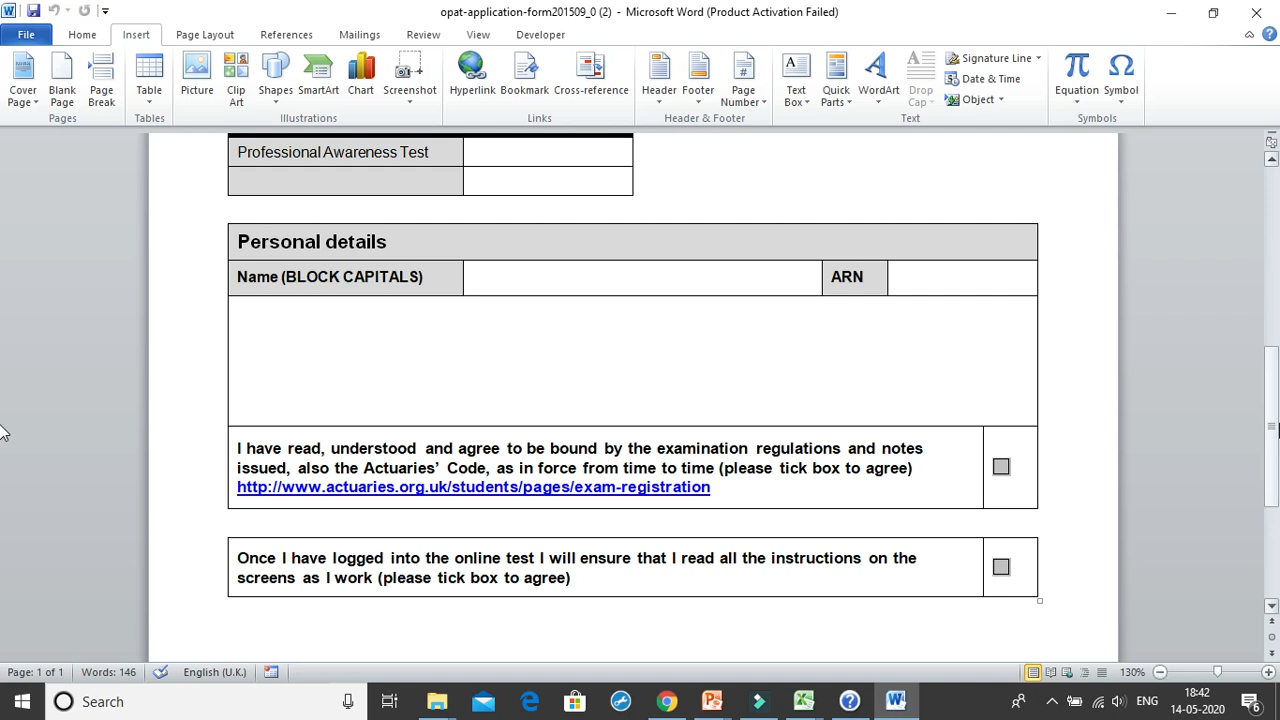 opat-application-form201509_0 (2) - Microsoft Word (Product Activation Failed)
File Home Insert Page Layout References Mailings Review View Developer
Cover Page
Blank Page
Page Break
Table
Picture
Clip Art
Shapes
SmartArt
Chart
Screenshot
Hyperlink
Bookmark
Cross-reference
Header
Footer
Page Number
Text Box
Quick Parts
WordArt
Drop Cap
Signature Line
Date & Time
Object
Equation
Symbol
Pages Tables Illustrations Links Header & Footer Text Symbols
Professional Awareness Test
Personal details
Name (BLOCK CAPITALS) ARN
I have read, understood and agree to be bound by the examination regulations and notes
issued, also the Actuaries’ Code, as in force from time to time (please tick box to agree)
http://www.actuaries.org.uk/students/pages/exam-registration
Once I have logged into the online test I will ensure that I read all the instructions on the
screens as I work (please tick box to agree)
Page: 1 of 1 Words: 146 English (U.K.) 130%
Search ENG 18:42
14-05-2020 6